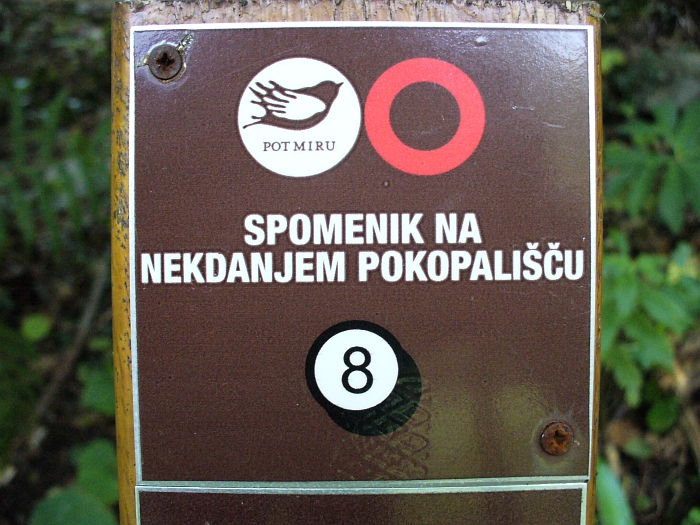 POT MIRU
SPOMENIK NA
NEKDANJEM POKOPALIŠČU
8